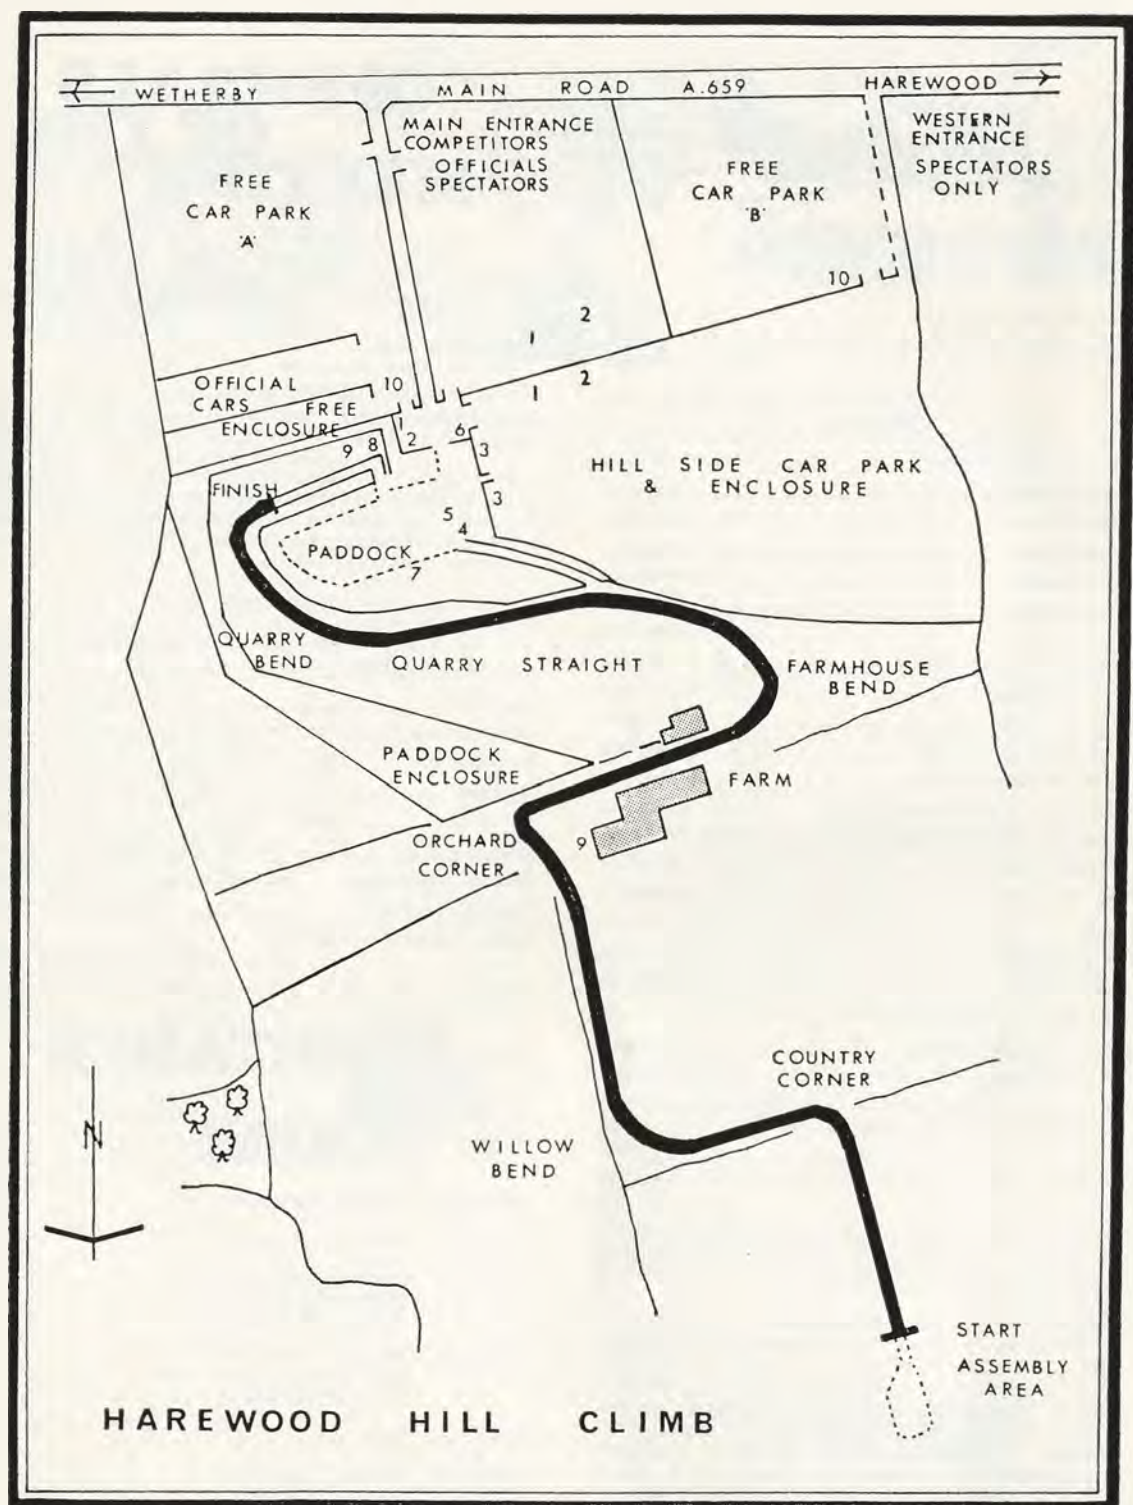 WETHERBY MAIN ROAD A.659 HAREWOOD
MAIN ENTRANCE
COMPETITORS
OFFICIALS
SPECTATORS
WESTERN
ENTRANCE
SPECTATORS
ONLY
FREE
CAR PARK
'A'
FREE
CAR PARK
'B'
10
2
1
2
1
OFFICIAL
CARS
10
FREE
ENCLOSURE
1
2
6
3
8
9
3
HILL SIDE CAR PARK
& ENCLOSURE
FINISH
5
4
PADDOCK
7
QUARRY
BEND
QUARRY STRAIGHT
FARMHOUSE
BEND
PADDOCK
ENCLOSURE
FARM
9
ORCHARD
CORNER
COUNTRY
CORNER
WILLOW
BEND
N
START
ASSEMBLY
AREA
HAREWOOD HILL CLIMB